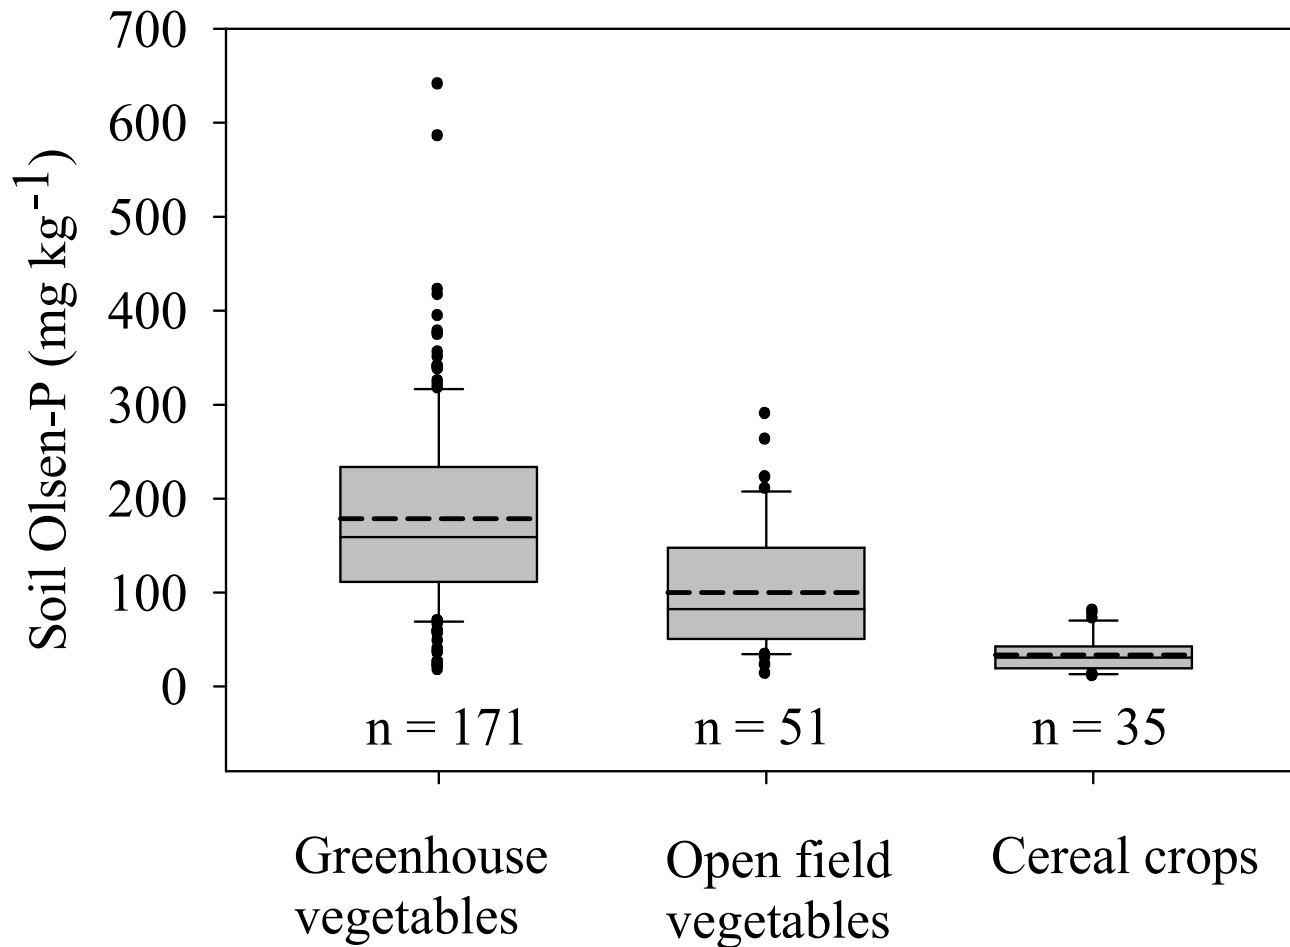 700
600
500
400
300
200
100
0
Soil Olsen-P (mg kg⁻¹)
n = 171
n = 51
n = 35
Greenhouse
vegetables
Open field
vegetables
Cereal crops